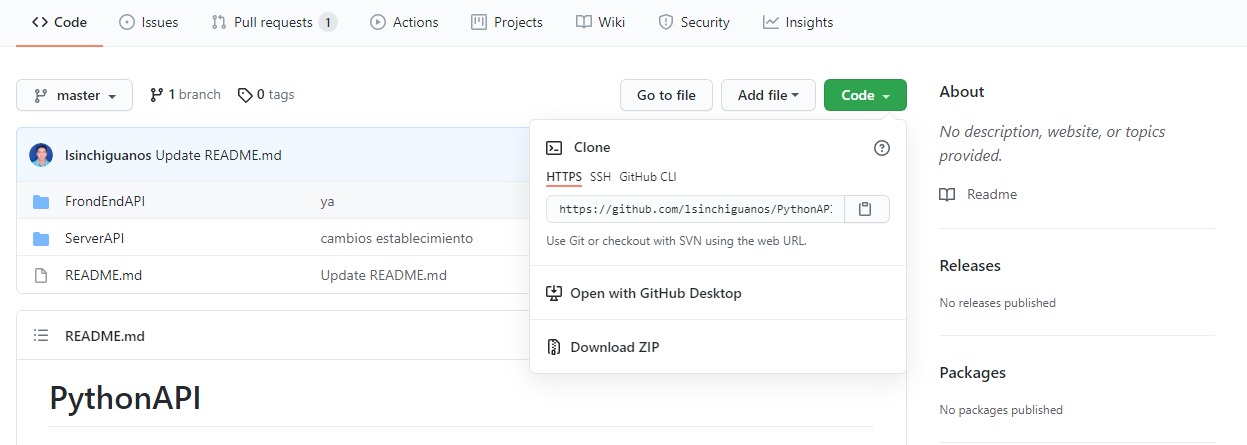 Code Issues Pull requests 1 Actions Projects Wiki Security Insights
master 1 branch 0 tags Go to file Add file Code
lsinchiguanos Update README.md
FrondEndAPI ya
ServerAPI cambios establecimiento
README.md Update README.md
README.md
PythonAPI
Clone
HTTPS SSH GitHub CLI
https://github.com/lsinchiguanos/PythonAPI
Use Git or checkout with SVN using the web URL.
Open with GitHub Desktop
Download ZIP
About
No description, website, or topics
provided.
Readme
Releases
No releases published
Packages
No packages published